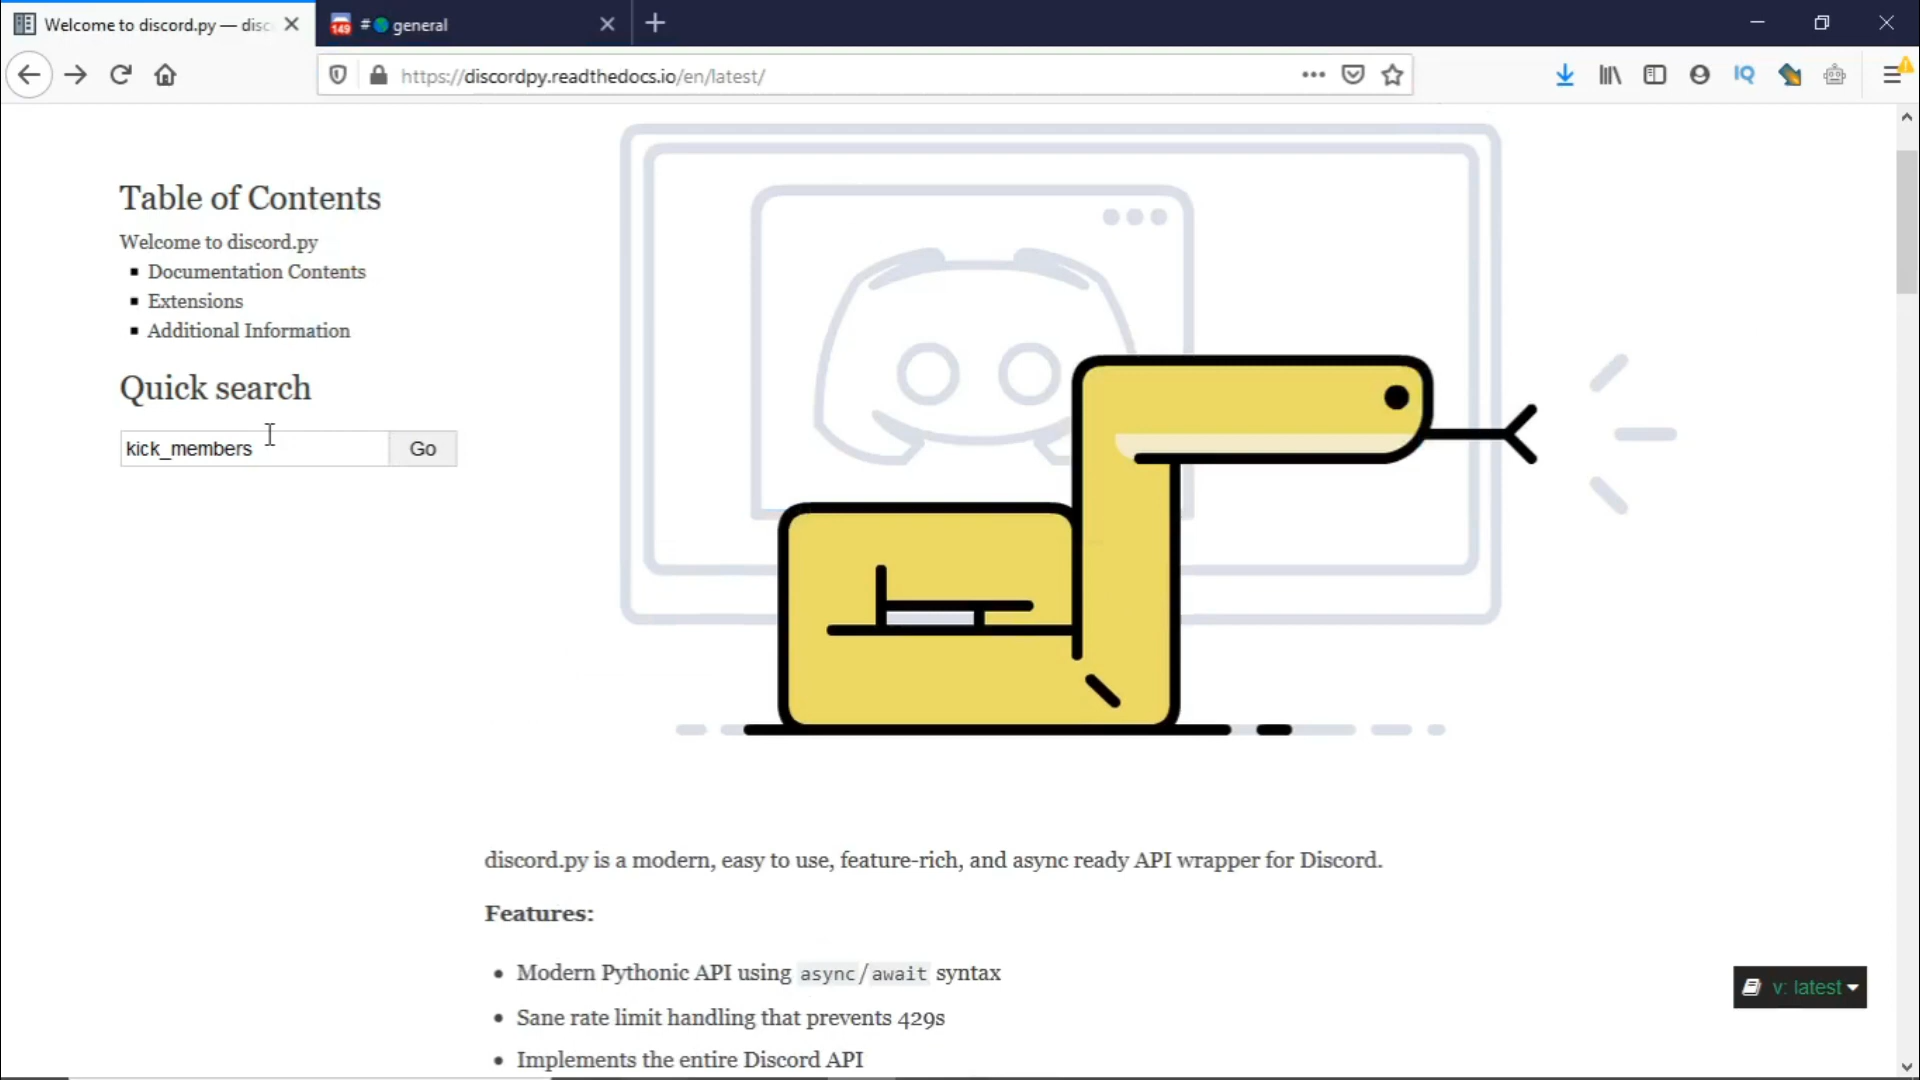 Welcome to discord.py — disc
149
# general
https://discordpy.readthedocs.io/en/latest/
IQ
Table of Contents
Welcome to discord.py
Documentation Contents
Extensions
Additional Information
Quick search
kick_members
Go
discord.py is a modern, easy to use, feature-rich, and async ready API wrapper for Discord.
Features:
• Modern Pythonic API using async/await syntax
• Sane rate limit handling that prevents 429s
• Implements the entire Discord API
v: latest